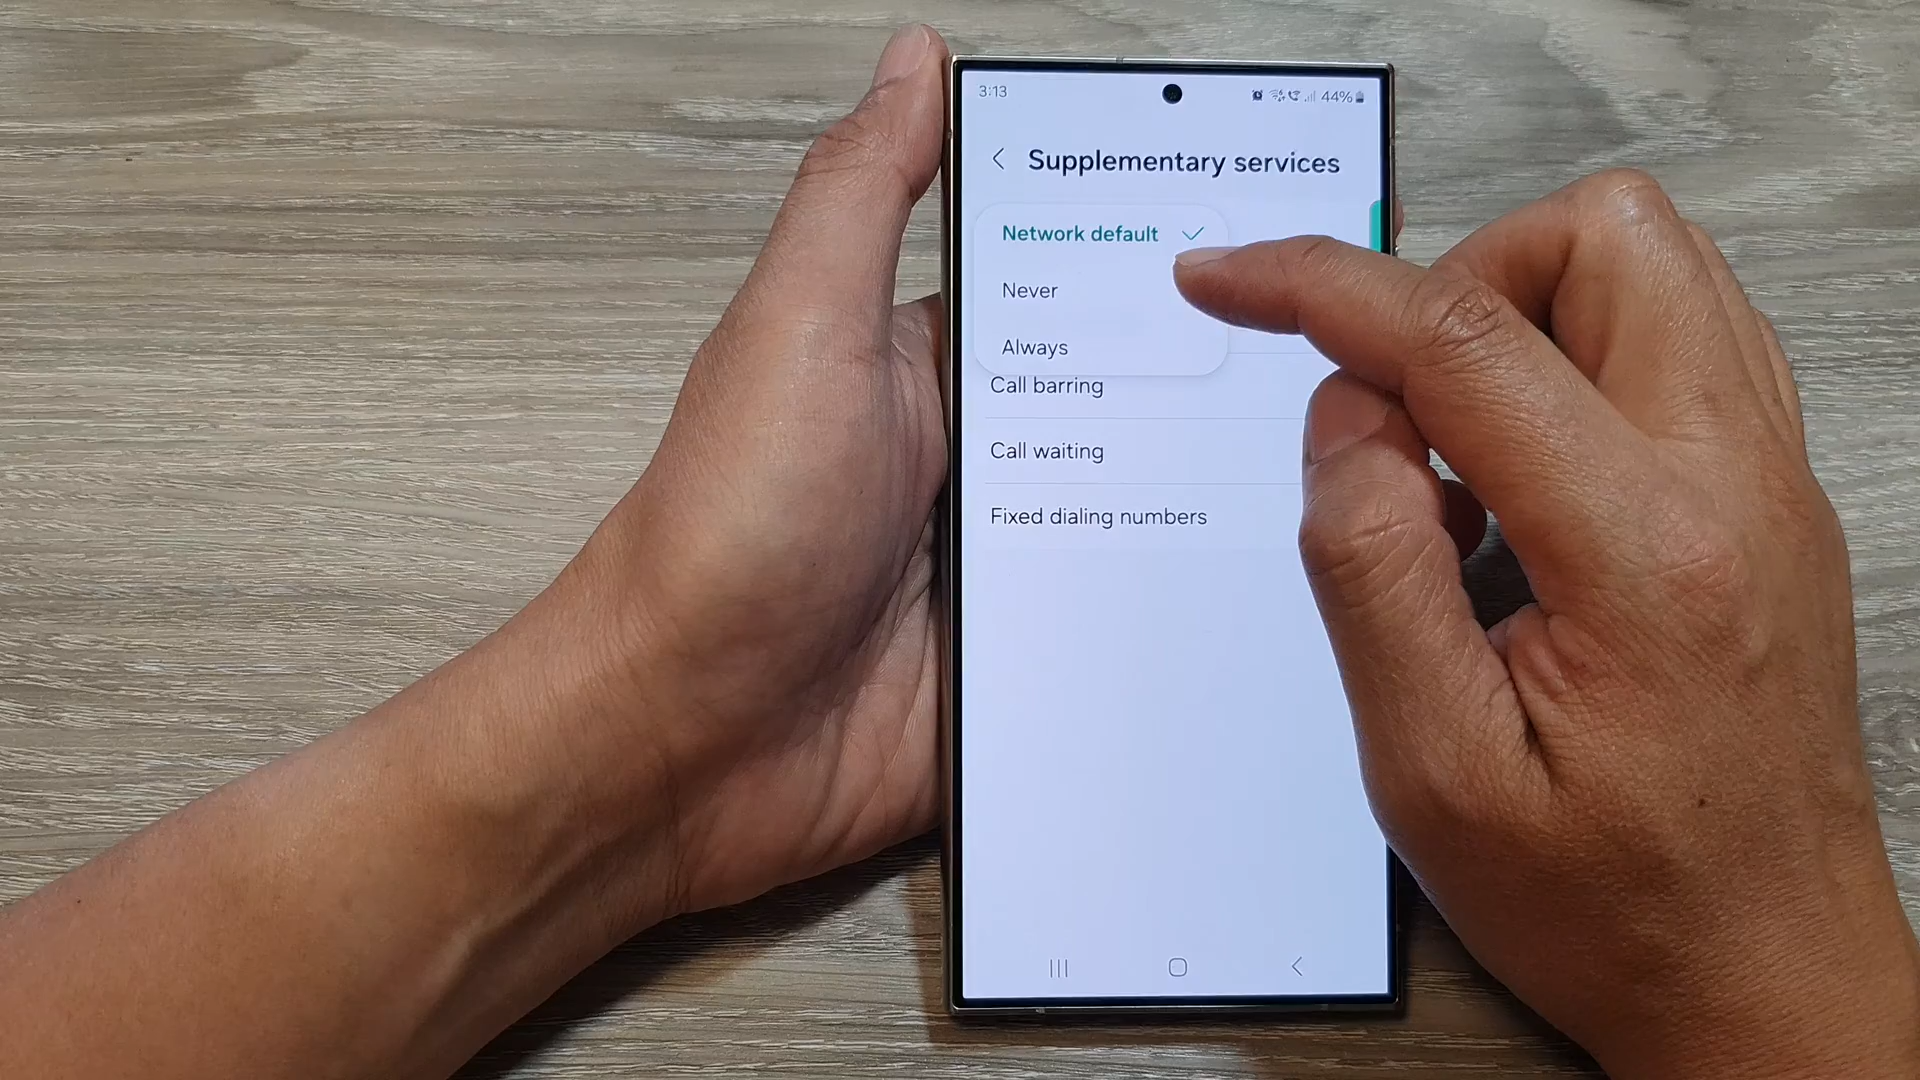 3:13
44%
Supplementary services
Network default
Never
Always
Call barring
Call waiting
Fixed dialing numbers